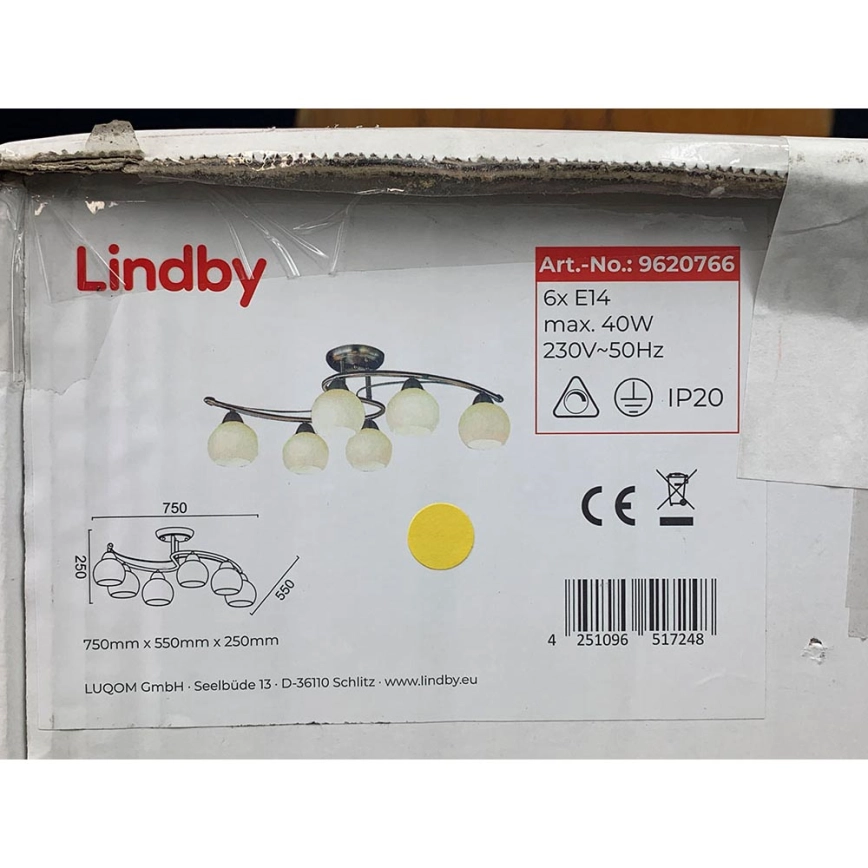 Lindby
Art.-No.: 9620766
6x E14
max. 40W
230V~50Hz
IP20
CE
750
250
550
750mm x 550mm x 250mm
4 251096 517248
LUQOM GmbH · Seelbüde 13 · D-36110 Schlitz · www.lindby.eu